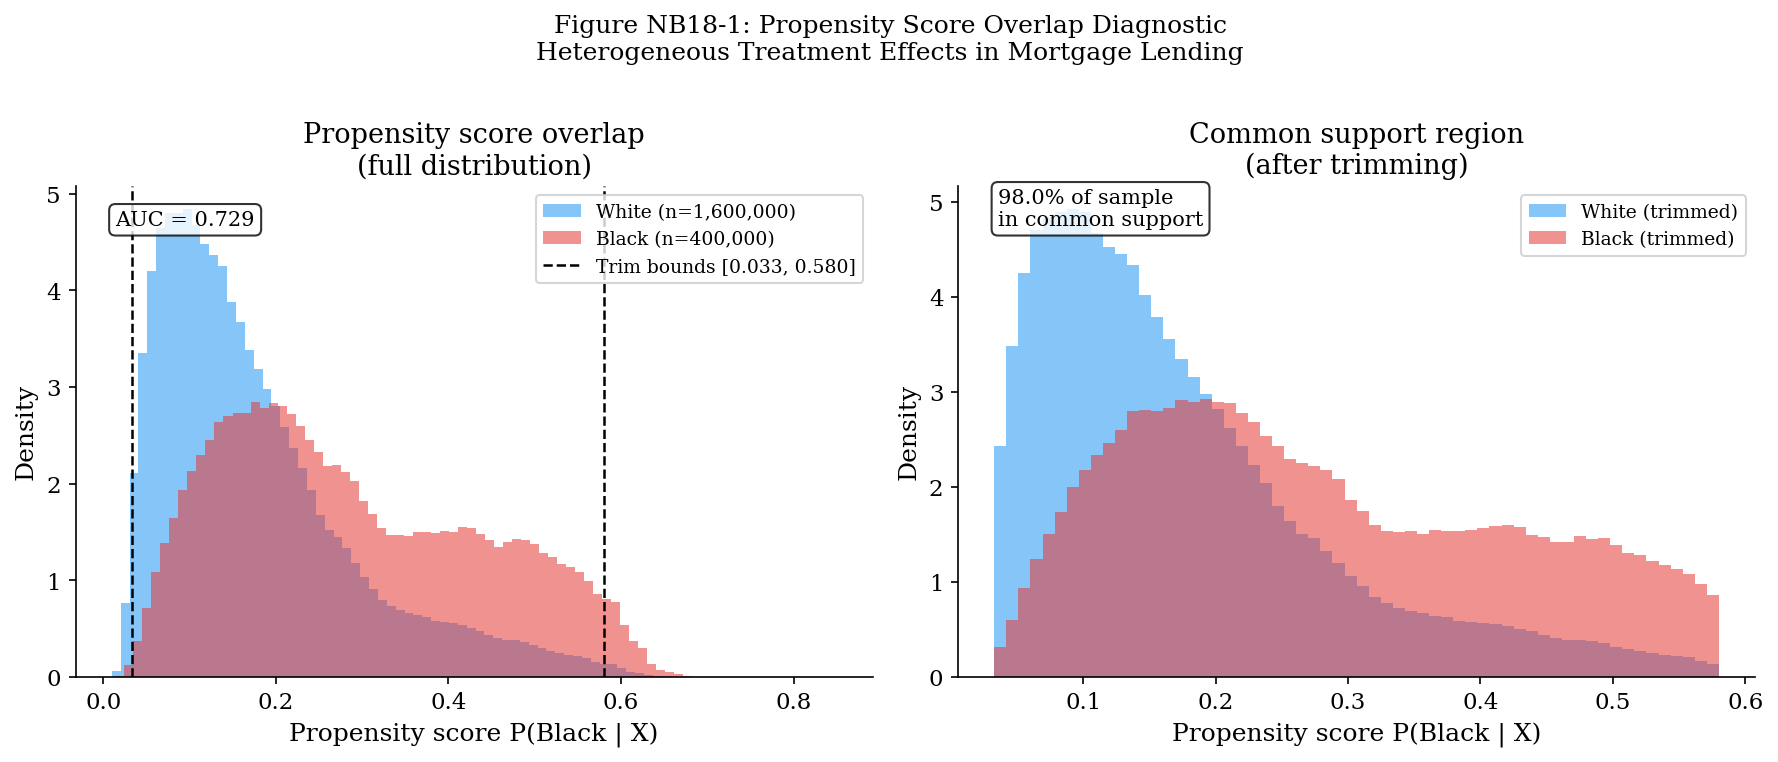 Figure NB18-1: Propensity Score Overlap Diagnostic
Heterogeneous Treatment Effects in Mortgage Lending
Propensity score overlap
(full distribution)
AUC = 0.729
White (n=1,600,000)
Black (n=400,000)
Trim bounds [0.033, 0.580]
Density
5
4
3
2
1
0
0.0 0.2 0.4 0.6 0.8
Propensity score P(Black | X)
Common support region
(after trimming)
98.0% of sample
in common support
White (trimmed)
Black (trimmed)
Density
5
4
3
2
1
0
0.1 0.2 0.3 0.4 0.5 0.6
Propensity score P(Black | X)